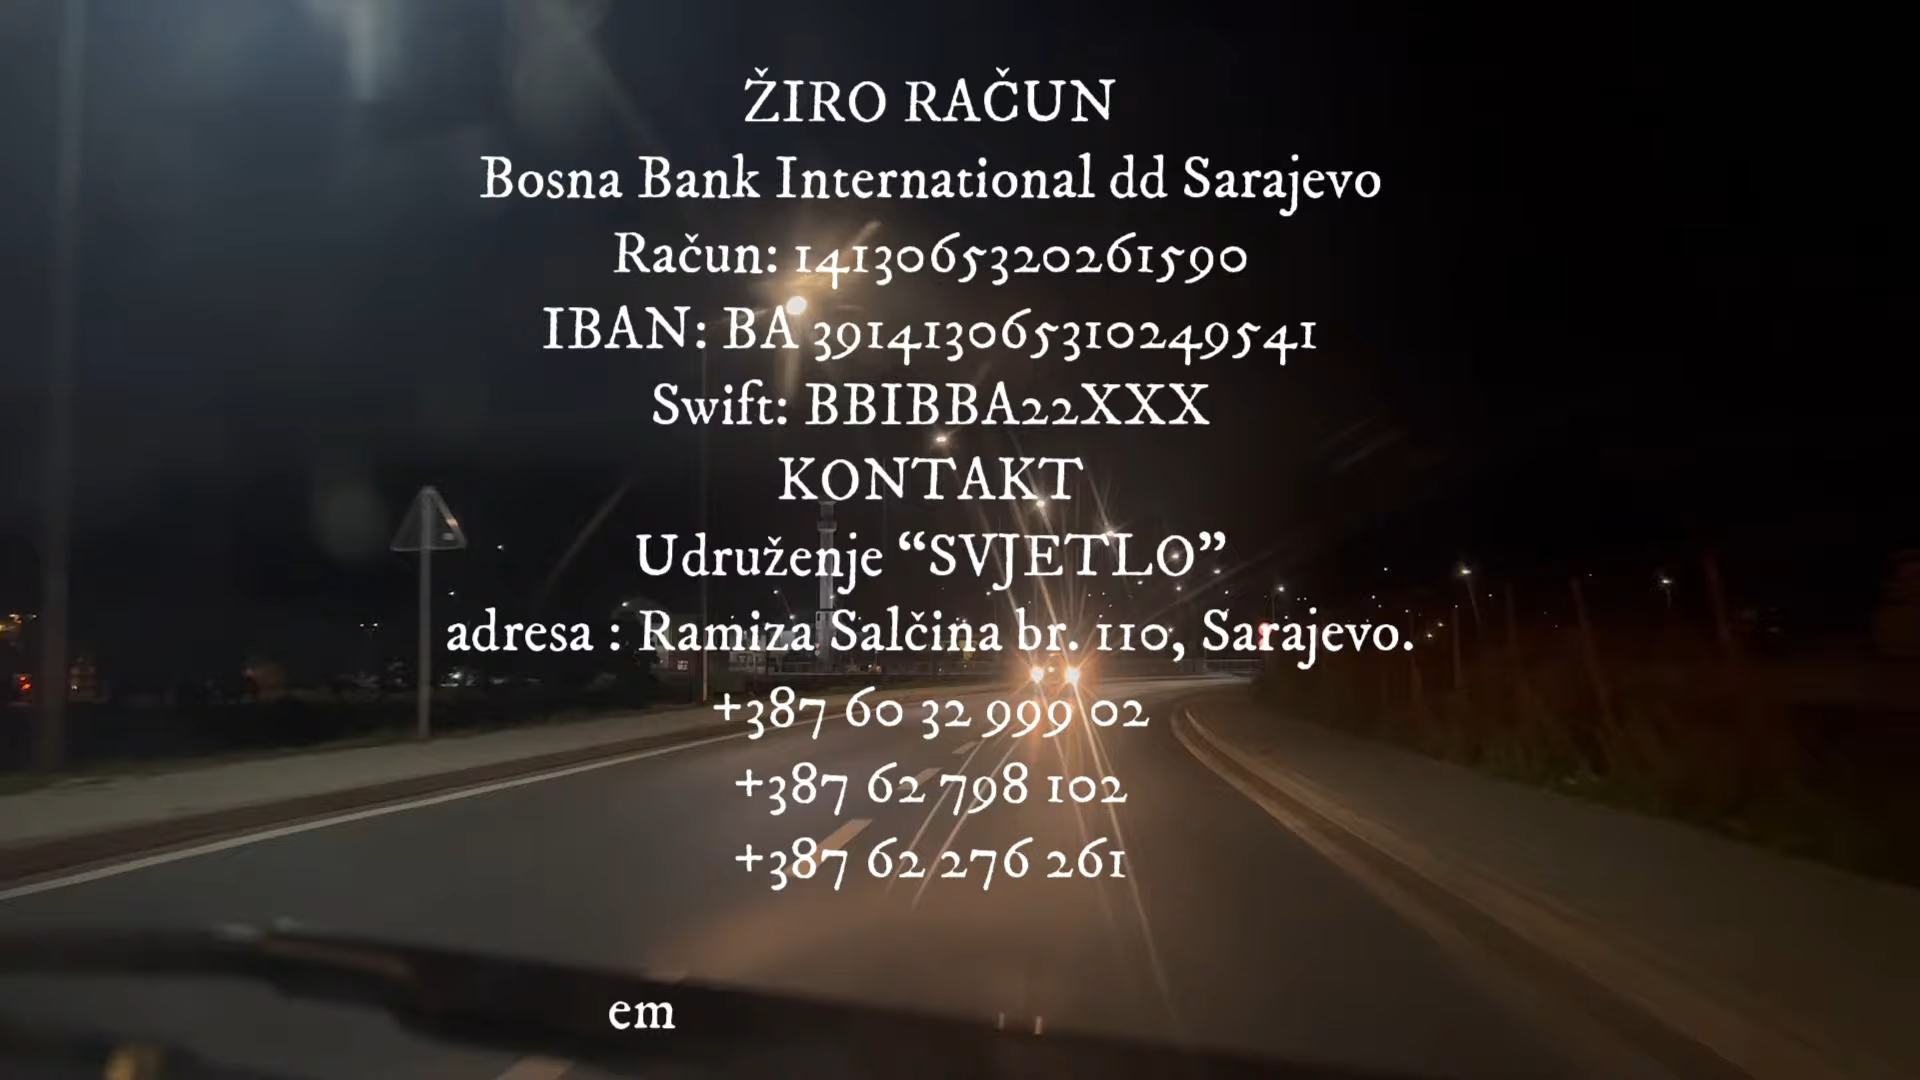 ŽIRO RAČUN
Bosna Bank International dd Sarajevo
Račun: 1413065320261590
IBAN: BA 391413065310249541
Swift: BBIBBA22XXX
KONTAKT
Udruženje “SVJETLO”
adresa : Ramiza Salčina br. 110, Sarajevo.
+387 60 32 999 02
+387 62 798 102
+387 62 276 261
em